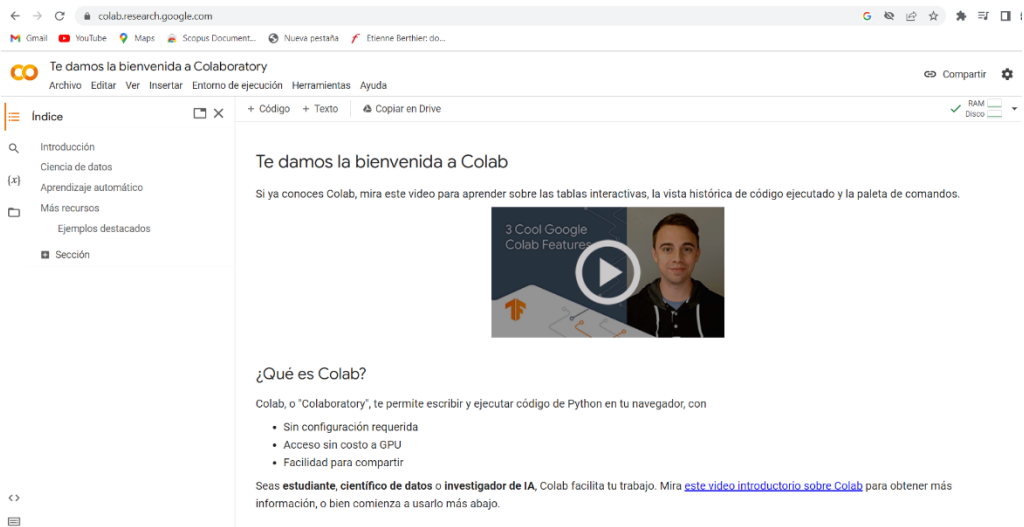 colab.research.google.com
Gmail YouTube Maps Scopus Document... Nueva pestaña Etienne Berthier: do...
Te damos la bienvenida a Colaboratory
Archivo Editar Ver Insertar Entorno de ejecución Herramientas Ayuda
Compartir
Índice
+ Código + Texto Copiar en Drive
RAM
Disco
Introducción
Ciencia de datos
Aprendizaje automático
Más recursos
Ejemplos destacados
Sección
{x}
Te damos la bienvenida a Colab
Si ya conoces Colab, mira este video para aprender sobre las tablas interactivas, la vista histórica de código ejecutado y la paleta de comandos.
3 Cool Google
Colab Features
¿Qué es Colab?
Colab, o "Colaboratory", te permite escribir y ejecutar código de Python en tu navegador, con
• Sin configuración requerida
• Acceso sin costo a GPU
• Facilidad para compartir
Seas estudiante, científico de datos o investigador de IA, Colab facilita tu trabajo. Mira este video introductorio sobre Colab para obtener más
información, o bien comienza a usarlo más abajo.